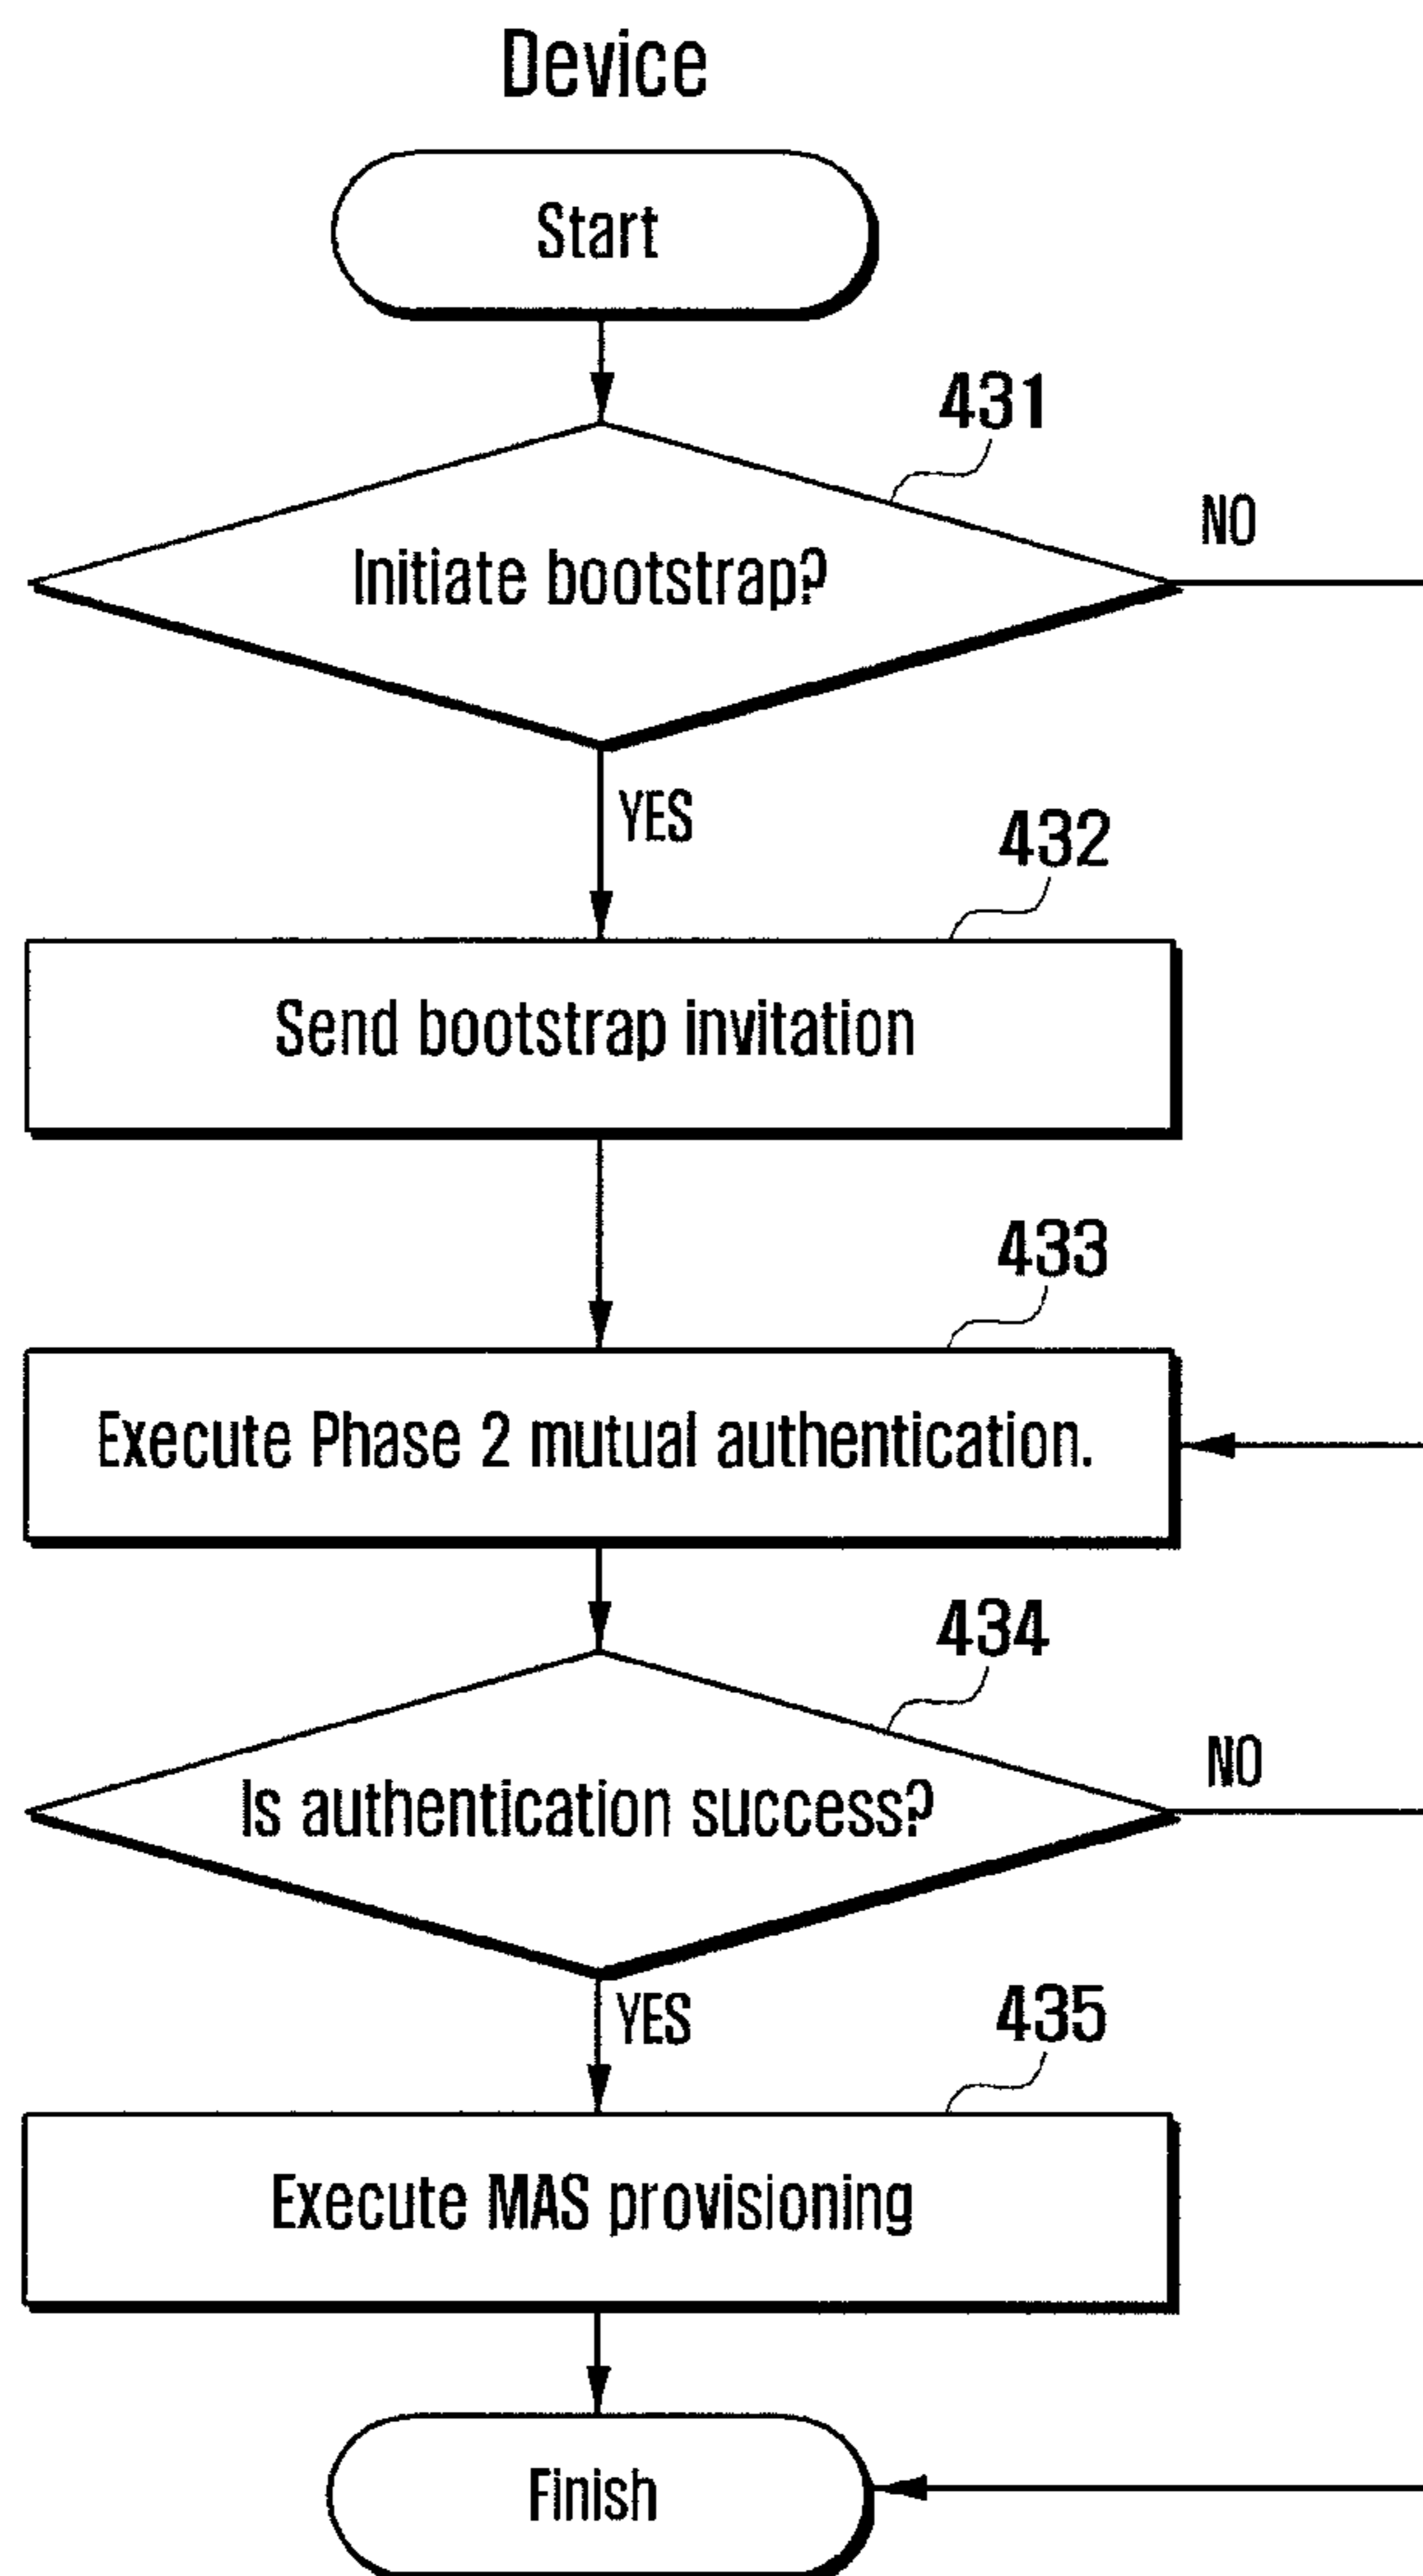 Device
Start
431
Initiate bootstrap?
NO
YES
432
Send bootstrap invitation
433
Execute Phase 2 mutual authentication.
434
Is authentication success?
NO
YES
435
Execute MAS provisioning
Finish